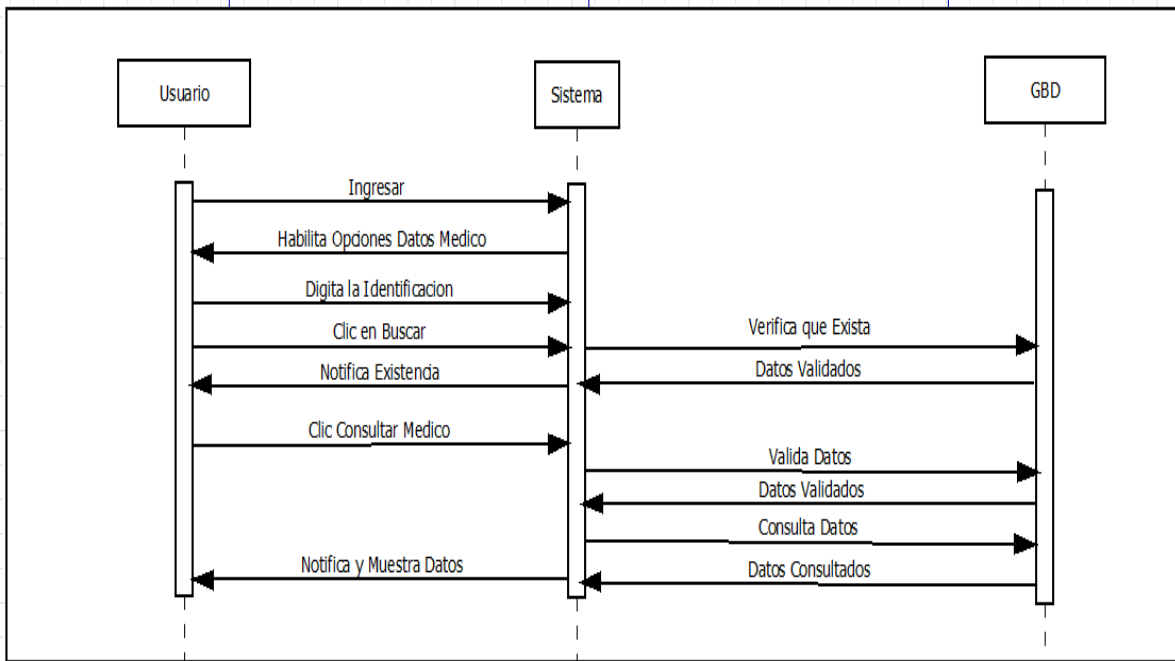 Usuario
Sistema
GBD
Ingresar
Habilita Opciones Datos Medico
Digita la Identificacion
Clic en Buscar
Verifica que Exista
Notifica Existencia
Datos Validados
Clic Consultar Medico
Valida Datos
Datos Validados
Consulta Datos
Notifica y Muestra Datos
Datos Consultados